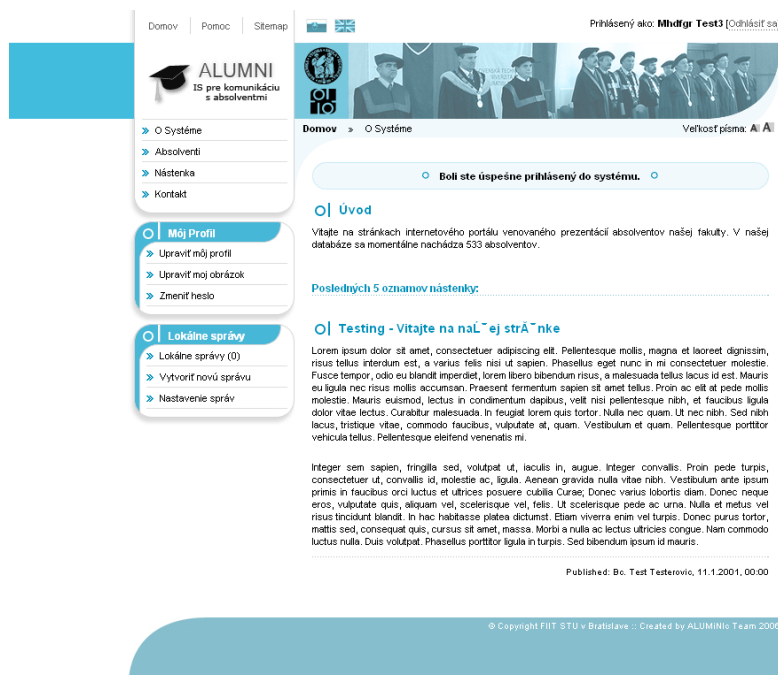 Domov Pomoc Sitemap
Prihlásený ako: Mhdfgr Test3 [Odhlásiť sa
ALUMNI
IS pre komunikáciu
s absolventmi
Domov » O Systéme
Veľkosť písma: A A
O Systéme
Absolventi
Nástenka
Kontakt
Môj Profil
Upraviť môj profil
Upraviť moj obrázok
Zmeniť heslo
Lokálne správy
Lokálne správy (0)
Vytvoriť novú správu
Nastavenie správ
Boli ste úspešne prihlásený do systému.
Úvod
Vitajte na stránkach internetového portálu venovaného prezentácií absolventov našej fakulty. V našej
databáze sa momentálne nachádza 533 absolventov.
Posledných 5 oznamov nástenky:
Testing - Vitajte na naĹˇej strĂˇnke
Lorem ipsum dolor sit amet, consectetuer adipiscing elit. Pellentesque mollis, magna et laoreet dignissim,
risus tellus interdum est, a varius felis nisi ut sapien. Phasellus eget nunc in mi consectetuer molestie.
Fusce tempor, odio eu blandit imperdiet, lorem libero bibendum risus, a malesuada tellus lacus id est. Mauris
eu ligula nec risus mollis accumsan. Praesent fermentum sapien sit amet tellus. Proin ac elit at pede mollis
molestie. Mauris euismod, lectus in condimentum dapibus, velit nisi pellentesque nibh, et faucibus ligula
dolor vitae lectus. Curabitur malesuada. In feugiat lorem quis tortor. Nulla nec quam. Ut nec nibh. Sed nibh
lacus, tristique vitae, commodo faucibus, vulputate at, quam. Vestibulum et quam. Pellentesque porttitor
vehicula tellus. Pellentesque eleifend venenatis mi.
Integer sem sapien, fringilla sed, volutpat ut, iaculis in, augue. Integer convallis. Proin pede turpis,
consectetuer ut, convallis id, molestie ac, ligula. Aenean gravida nulla vitae nibh. Vestibulum ante ipsum
primis in faucibus orci luctus et ultrices posuere cubilia Curae; Donec varius lobortis diam. Donec neque
eros, vulputate quis, aliquam vel, scelerisque vel, felis. Ut scelerisque pede ac urna. Nulla et metus vel
risus tincidunt blandit. In hac habitasse platea dictumst. Etiam viverra enim vel turpis. Donec purus tortor,
mattis sed, consequat quis, cursus sit amet, massa. Morbi a nulla ac lectus ultricies congue. Nam commodo
luctus nulla. Duis volutpat. Phasellus porttitor ligula in turpis. Sed bibendum ipsum id mauris.
Published: Bc. Test Testerovic, 11.1.2001, 00:00
© Copyright FIIT STU v Bratislave :: Created by ALUMiNIo Team 2006